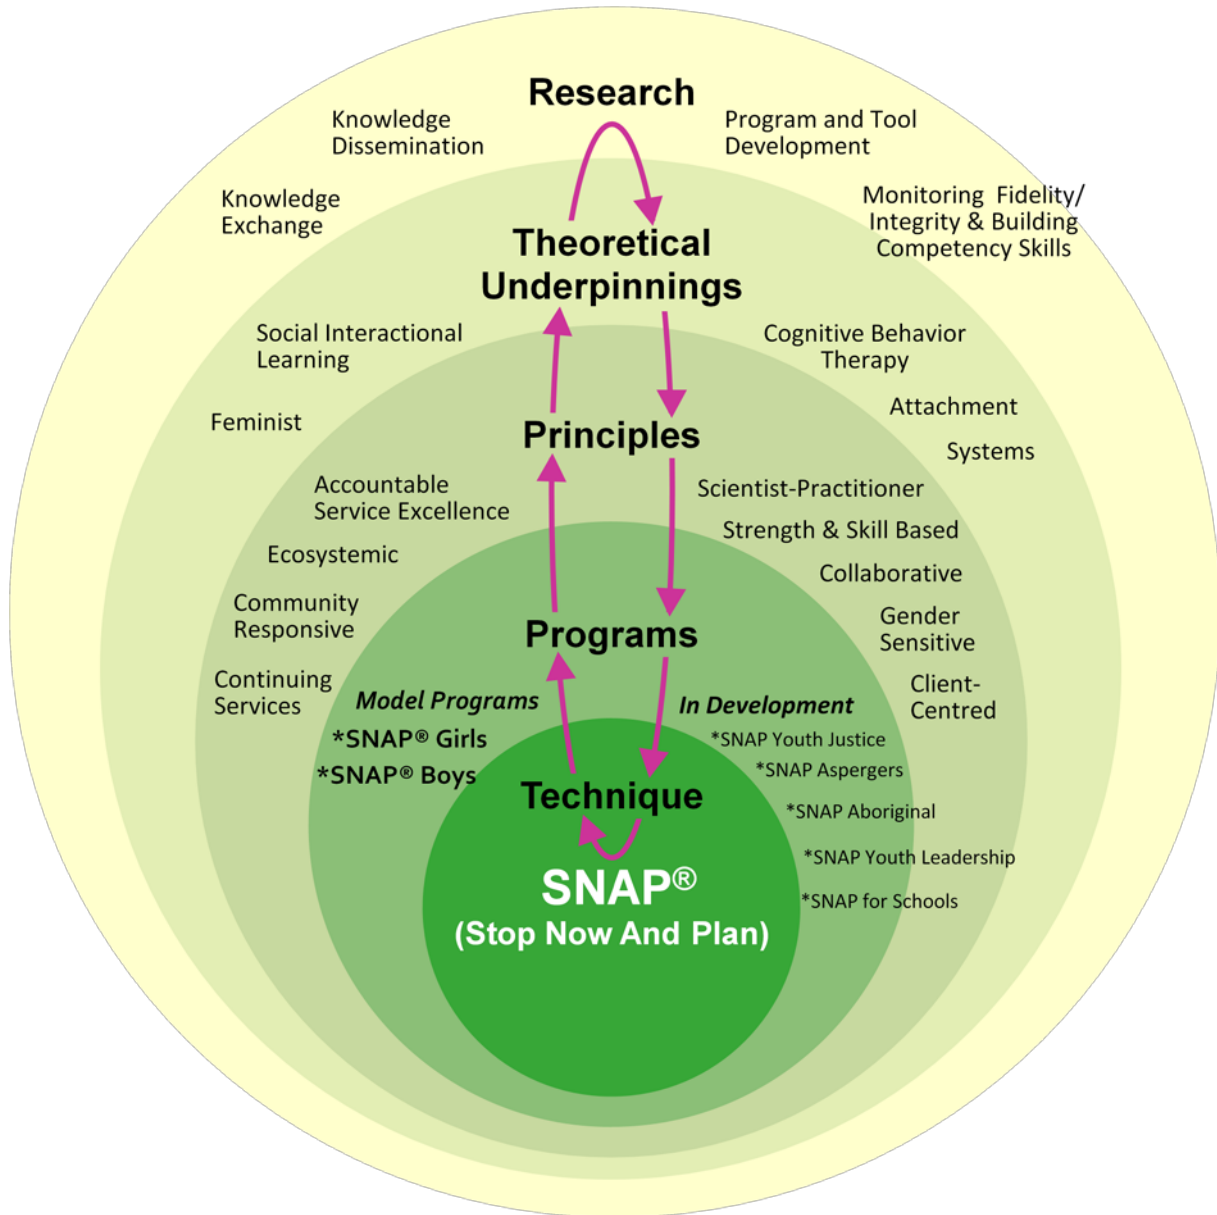 Research
Knowledge
Dissemination
Program and Tool
Development
Knowledge
Exchange
Monitoring Fidelity/
Integrity & Building
Competency Skills
Theoretical
Underpinnings
Social Interactional
Learning
Cognitive Behavior
Therapy
Feminist
Attachment
Systems
Principles
Accountable
Service Excellence
Scientist-Practitioner
Strength & Skill Based
Ecosystemic
Collaborative
Community
Responsive
Gender
Sensitive
Continuing
Services
Client-
Centred
Programs
Model Programs
*SNAP® Girls
*SNAP® Boys
In Development
*SNAP Youth Justice
*SNAP Aspergers
*SNAP Aboriginal
*SNAP Youth Leadership
*SNAP for Schools
Technique
SNAP®
(Stop Now And Plan)